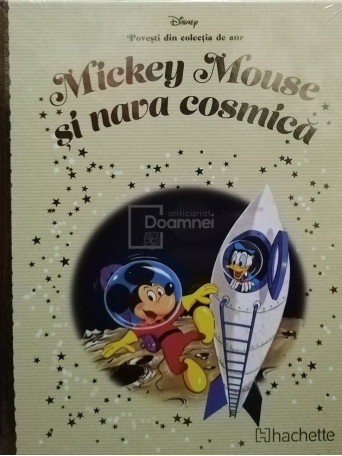 Disney
Povești din colecția de aur
Mickey Mouse
și nava cosmică
anticariat
Doamnei
hachette